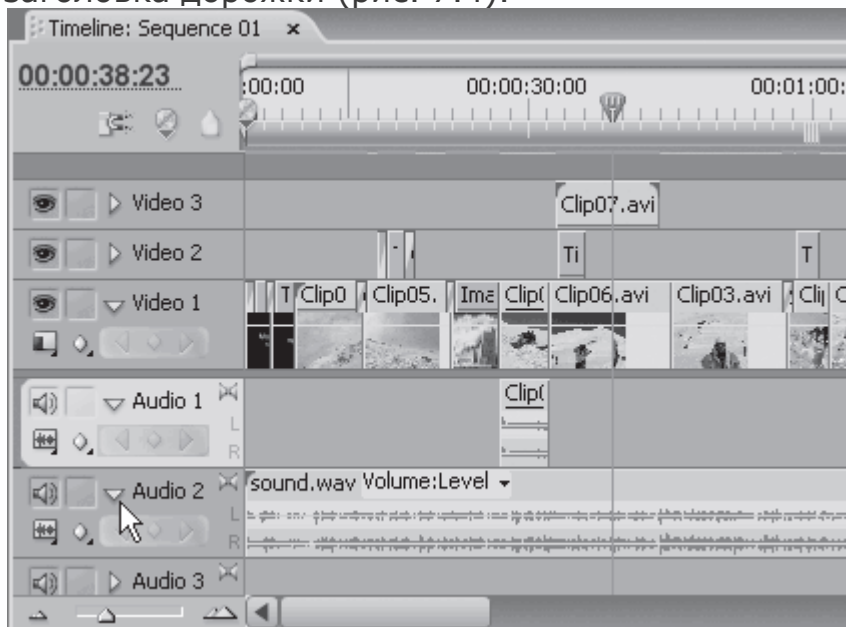 заголовка дорожки (рис. 7.4).
Timeline: Sequence 01 x
00:00:38:23 :00:00 00:00:30:00 00:01:00:
Video 3 Clip07.avi
Video 2 Ti T
Video 1 T Clip0 Clip05. Ima Clip( Clip06.avi Clip03.avi Cli C
Audio 1 Clip(
L
R
Audio 2 sound.wav Volume:Level
L
R
Audio 3